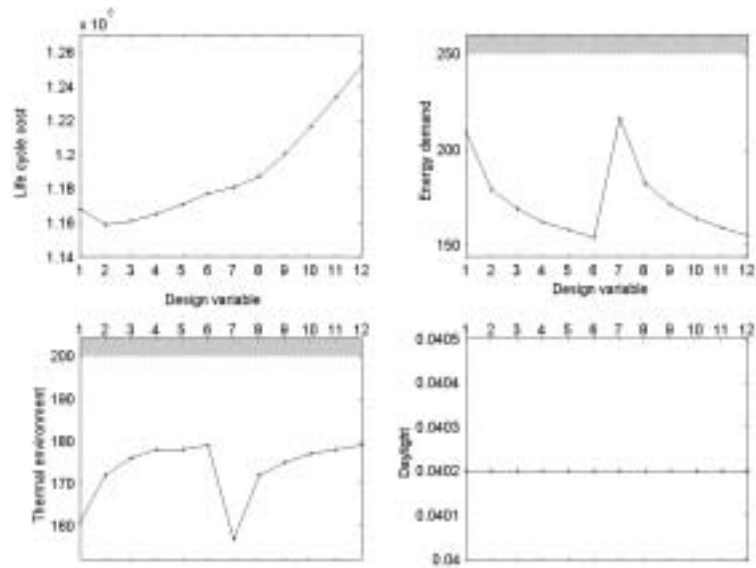 x 10
1.26
1.24
1.22
1.2
1.18
1.16
1.14
Life cycle cost
1 2 3 4 5 6 7 8 9 10 11 12
Design variable
250
200
150
Energy demand
1 2 3 4 5 6 7 8 9 10 11 12
Design variable
1 2 3 4 5 6 7 8 9 10 11 12
200
190
180
170
160
Thermal environment
1 2 3 4 5 6 7 8 9 10 11 12
0.0405
0.0404
0.0403
0.0402
0.0401
0.04
Daylight